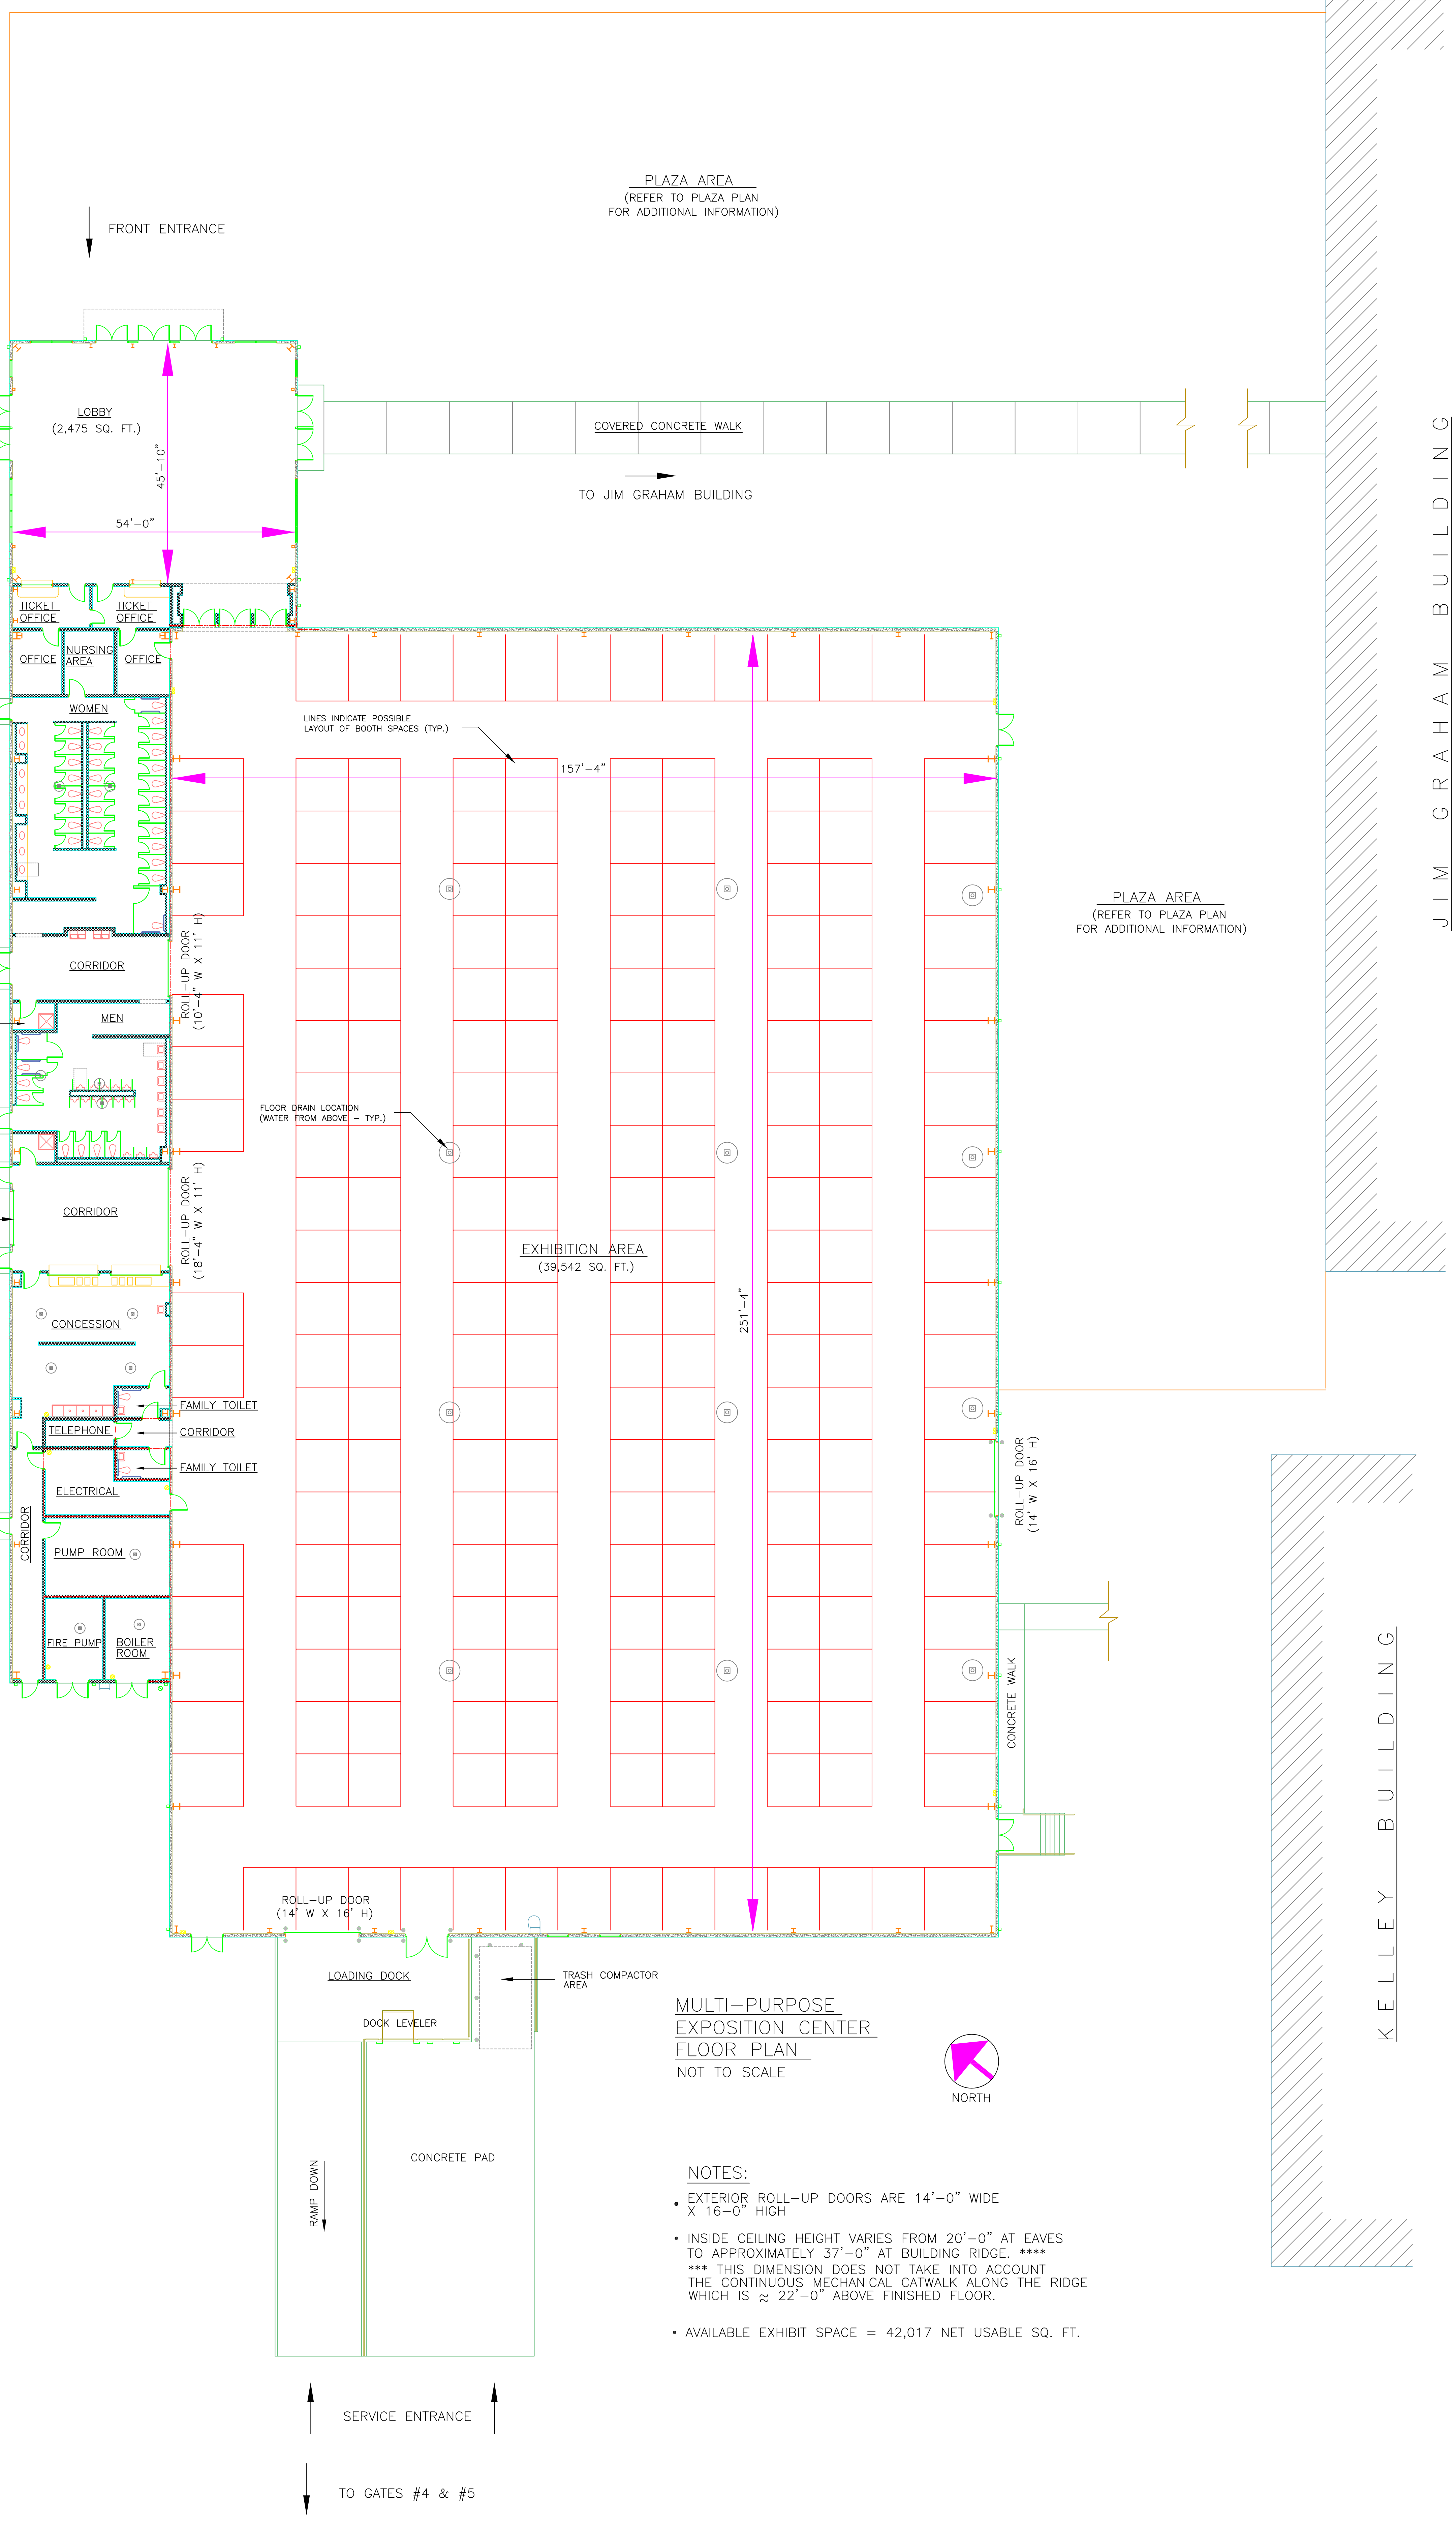 PLAZA AREA
(REFER TO PLAZA PLAN
FOR ADDITIONAL INFORMATION)
FRONT ENTRANCE
LOBBY
(2,475 SQ. FT.)
45'-10"
54'-0"
COVERED CONCRETE WALK
TO JIM GRAHAM BUILDING
JIM GRAHAM BUILDING
TICKET
OFFICE
TICKET
OFFICE
OFFICE
NURSING
AREA
OFFICE
WOMEN
LINES INDICATE POSSIBLE
LAYOUT OF BOOTH SPACES (TYP.)
157'-4"
PLAZA AREA
(REFER TO PLAZA PLAN
FOR ADDITIONAL INFORMATION)
CORRIDOR
ROLL-UP DOOR
(10'-4" W X 11' H)
MEN
FLOOR DRAIN LOCATION
(WATER FROM ABOVE - TYP.)
CORRIDOR
ROLL-UP DOOR
(18'-4" W X 11' H)
EXHIBITION AREA
(39,542 SQ. FT.)
251'-4"
CONCESSION
FAMILY TOILET
TELEPHONE
CORRIDOR
FAMILY TOILET
ELECTRICAL
CORRIDOR
PUMP ROOM
FIRE PUMP
BOILER
ROOM
ROLL-UP DOOR
(14' W X 16' H)
CONCRETE WALK
KELLEY BUILDING
ROLL-UP DOOR
(14' W X 16' H)
LOADING DOCK
TRASH COMPACTOR
AREA
DOCK LEVELER
MULTI-PURPOSE
EXPOSITION CENTER
FLOOR PLAN
NOT TO SCALE
NORTH
RAMP DOWN
CONCRETE PAD
NOTES:
• EXTERIOR ROLL-UP DOORS ARE 14'-0" WIDE
X 16-0" HIGH
• INSIDE CEILING HEIGHT VARIES FROM 20'-0" AT EAVES
TO APPROXIMATELY 37'-0" AT BUILDING RIDGE. ****
*** THIS DIMENSION DOES NOT TAKE INTO ACCOUNT
THE CONTINUOUS MECHANICAL CATWALK ALONG THE RIDGE
WHICH IS ≈ 22'-0" ABOVE FINISHED FLOOR.
• AVAILABLE EXHIBIT SPACE = 42,017 NET USABLE SQ. FT.
SERVICE ENTRANCE
TO GATES #4 & #5